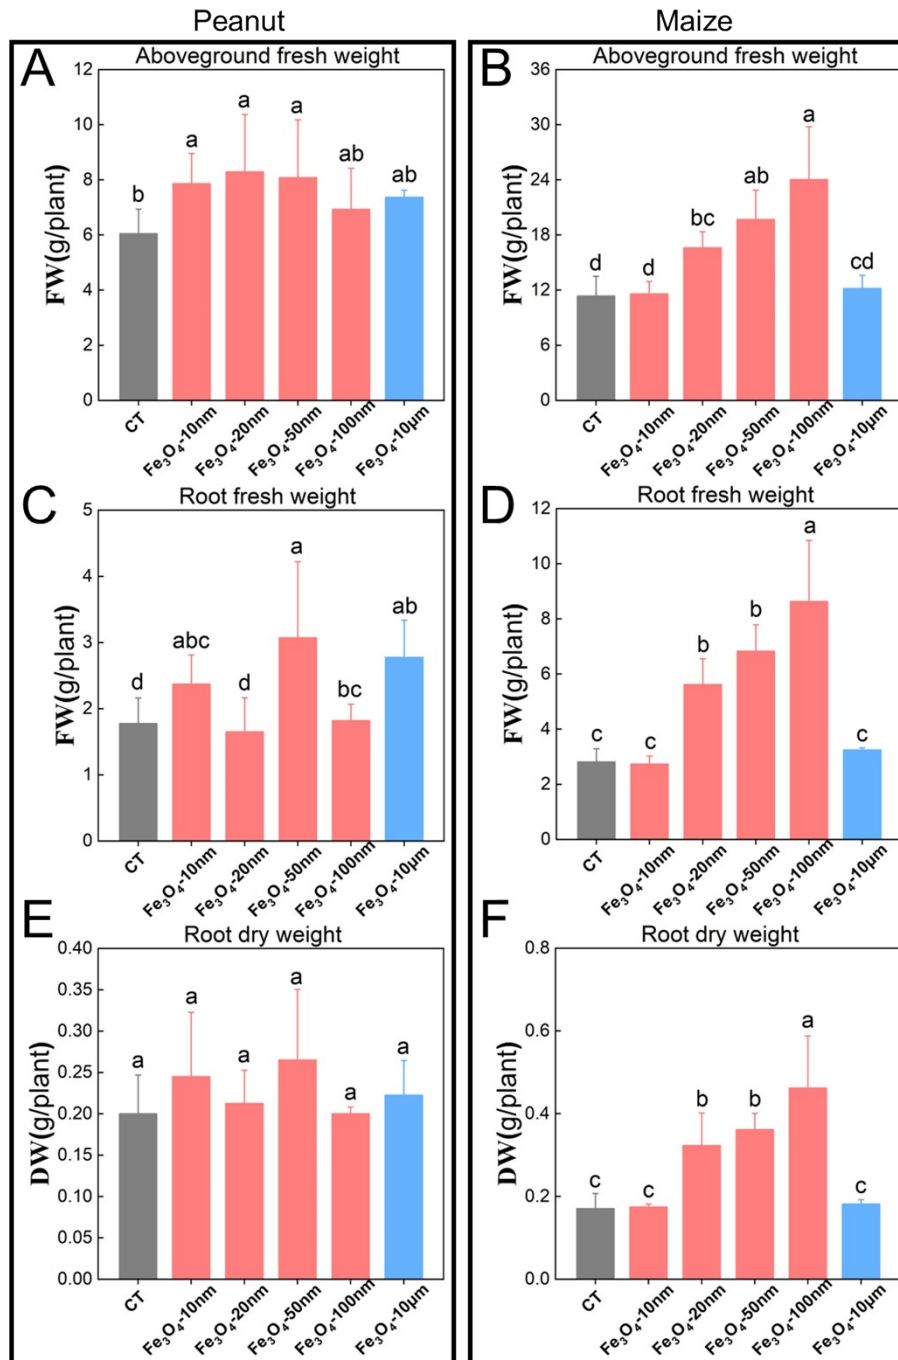 Peanut
Maize
A
Aboveground fresh weight
12
10
8
6
4
2
0
FW(g/plant)
b
a
a
a
ab
ab
CT
Fe₃O₄-10nm
Fe₃O₄-20nm
Fe₃O₄-50nm
Fe₃O₄-100nm
Fe₃O₄-10μm
B
Aboveground fresh weight
36
30
24
18
12
6
0
FW(g/plant)
d
d
bc
ab
a
cd
CT
Fe₃O₄-10nm
Fe₃O₄-20nm
Fe₃O₄-50nm
Fe₃O₄-100nm
Fe₃O₄-10μm
C
Root fresh weight
5
4
3
2
1
0
FW(g/plant)
d
abc
d
a
bc
ab
CT
Fe₃O₄-10nm
Fe₃O₄-20nm
Fe₃O₄-50nm
Fe₃O₄-100nm
Fe₃O₄-10μm
D
Root fresh weight
12
10
8
6
4
2
0
FW(g/plant)
c
c
b
b
a
c
CT
Fe₃O₄-10nm
Fe₃O₄-20nm
Fe₃O₄-50nm
Fe₃O₄-100nm
Fe₃O₄-10μm
E
Root dry weight
0.40
0.35
0.30
0.25
0.20
0.15
0.10
0.05
0.00
DW(g/plant)
a
a
a
a
a
a
CT
Fe₃O₄-10nm
Fe₃O₄-20nm
Fe₃O₄-50nm
Fe₃O₄-100nm
Fe₃O₄-10μm
F
Root dry weight
0.8
0.6
0.4
0.2
0.0
DW(g/plant)
c
c
b
b
a
c
CT
Fe₃O₄-10nm
Fe₃O₄-20nm
Fe₃O₄-50nm
Fe₃O₄-100nm
Fe₃O₄-10μm